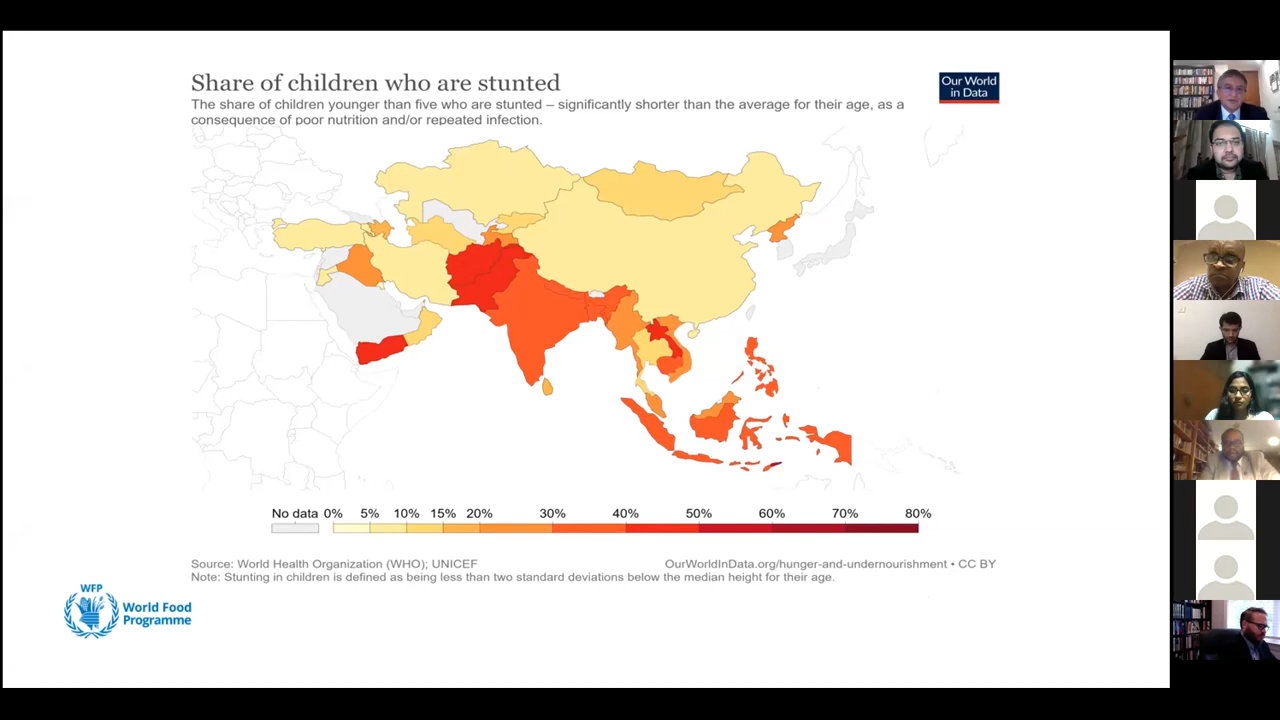 Share of children who are stunted
The share of children younger than five who are stunted – significantly shorter than the average for their age, as a
consequence of poor nutrition and/or repeated infection.
Our World
in Data
No data 0% 5% 10% 15% 20% 30% 40% 50% 60% 70% 80%
Source: World Health Organization (WHO); UNICEF
OurWorldInData.org/hunger-and-undernourishment • CC BY
Note: Stunting in children is defined as being less than two standard deviations below the median height for their age.
WFP
World Food
Programme